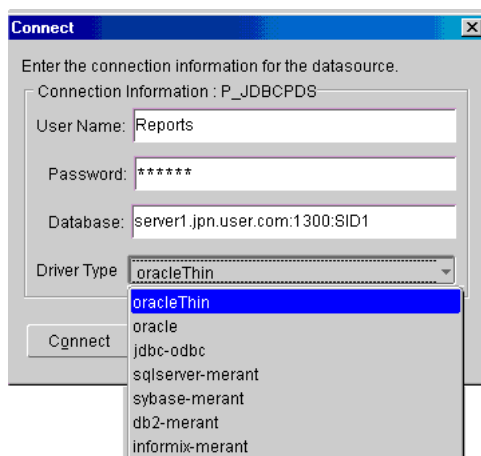 Connect
Enter the connection information for the datasource.
Connection Information : P_JDBCPDS
User Name: Reports
Password: ******
Database: server1.jpn.user.com:1300:SID1
Driver Type oracleThin
oracleThin
oracle
Connect
jdbc-odbc
sqlserver-merant
sybase-merant
db2-merant
informix-merant